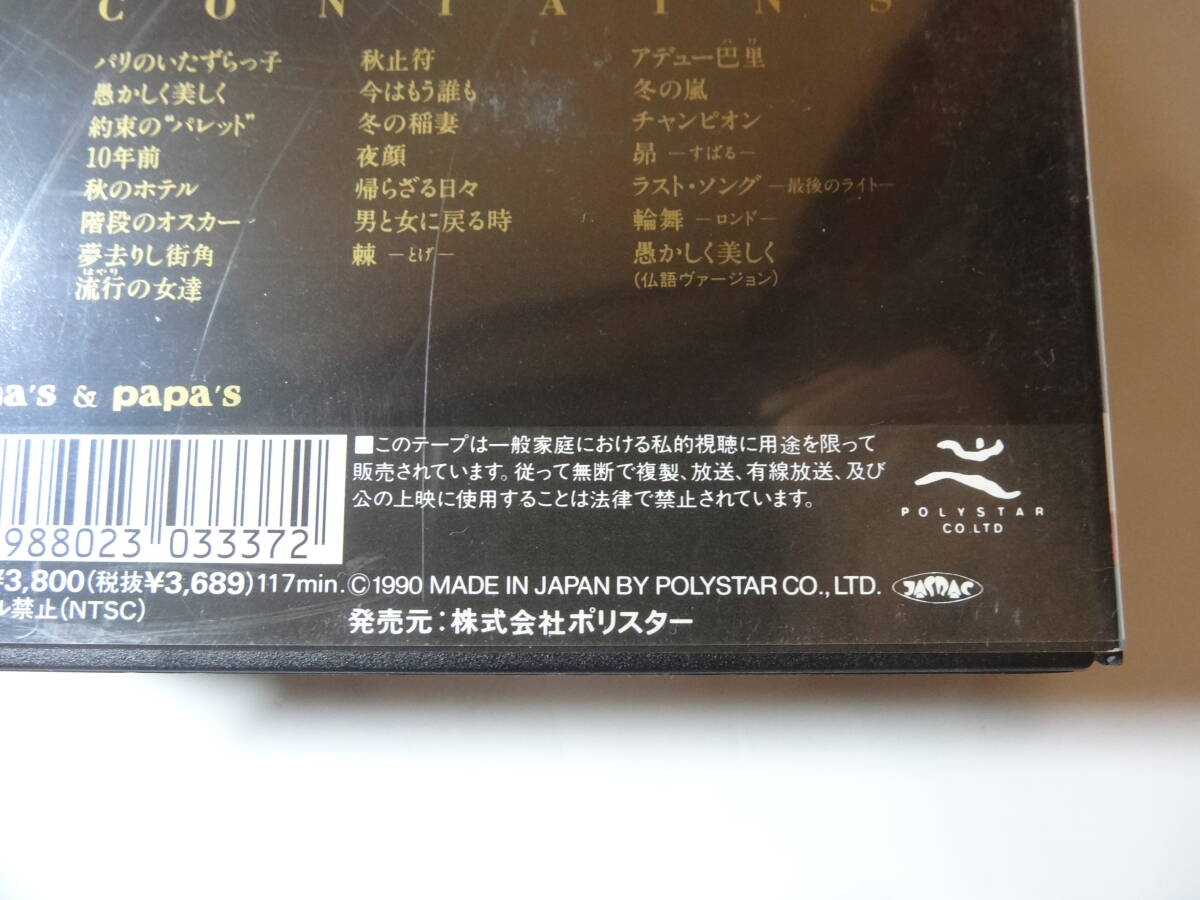 CONTAINS
パリのいたずらっ子
愚かしく美しく
約束の“パレット”
10年前
秋のホテル
階段のオスカー
夢去りし街角
はやり
流行の女達
秋止符
今はもう誰も
冬の稲妻
夜顔
帰らざる日々
男と女に戻る時
棘 —とげ—
パリ
アデュー巴里
冬の嵐
チャンピオン
昴 —すばる—
ラスト・ソング —最後のライト—
輪舞 —ロンド—
愚かしく美しく
(仏語ヴァージョン)
a's & papa's
■このテープは一般家庭における私的視聴に用途を限って
販売されています。従って無断で複製、放送、有線放送、及び
公の上映に使用することは法律で禁止されています。
POLYSTAR
CO.LTD
988023 033372
¥3,800(税抜¥3,689)117min.©1990 MADE IN JAPAN BY POLYSTAR CO., LTD. JASRAC
ル禁止(NTSC)
発売元：株式会社ポリスター